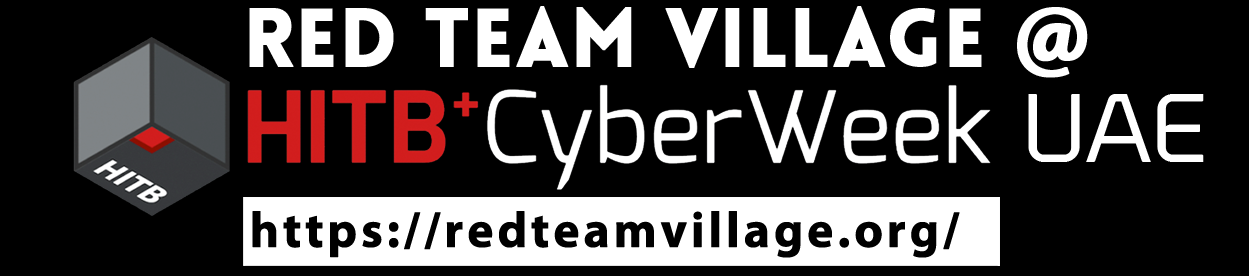 RED TEAM VILLAGE @
HITB+CyberWeek UAE
HITB
https://redteamvillage.org/